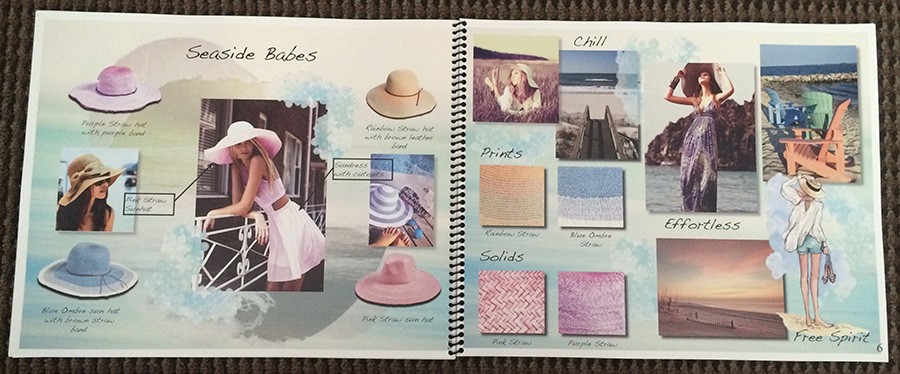 Seaside Babes
Purple Straw hat
with purple band
Rainbow Straw hat
with brown leather
band
Pink Straw
Sunhat
Sundress
with cutouts
Blue Ombre sun hat
with brown straw
band
Pink Straw sun hat
Chill
Prints
Rainbow Straw
Blue Ombre
Straw
Solids
Pink Straw
Purple Straw
Effortless
Free Spirit
6